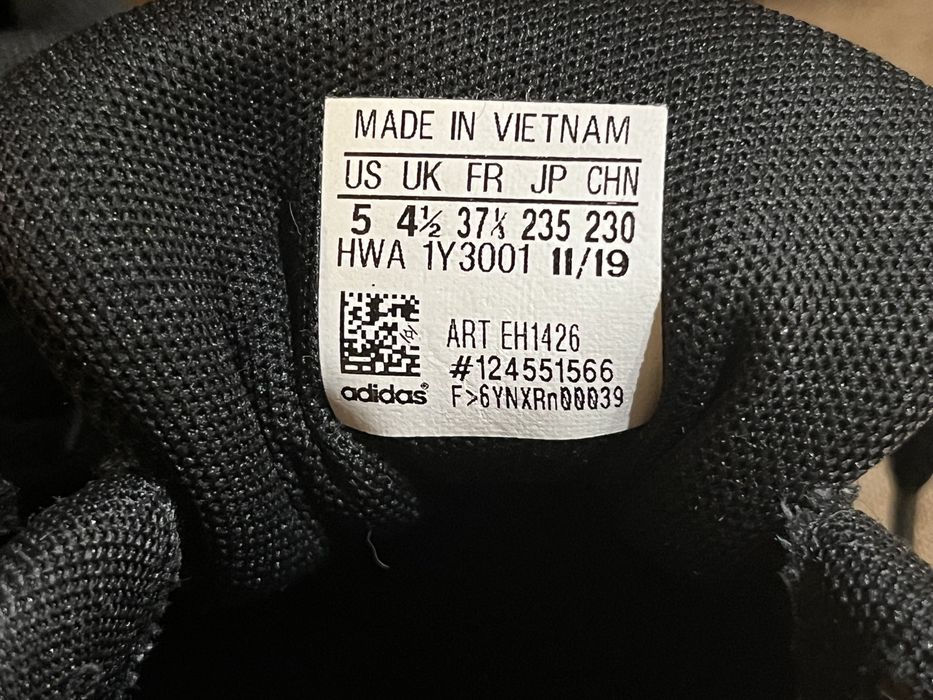 MADE IN VIETNAM
US UK FR JP CHN
5 4½ 37⅓ 235 230
HWA 1Y3001 11/19
ART EH1426
#124551566
adidas® F>6YNXRn00039